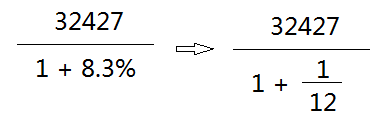 32427
1 + 8.3%
⇨
32427
1 + 1/12